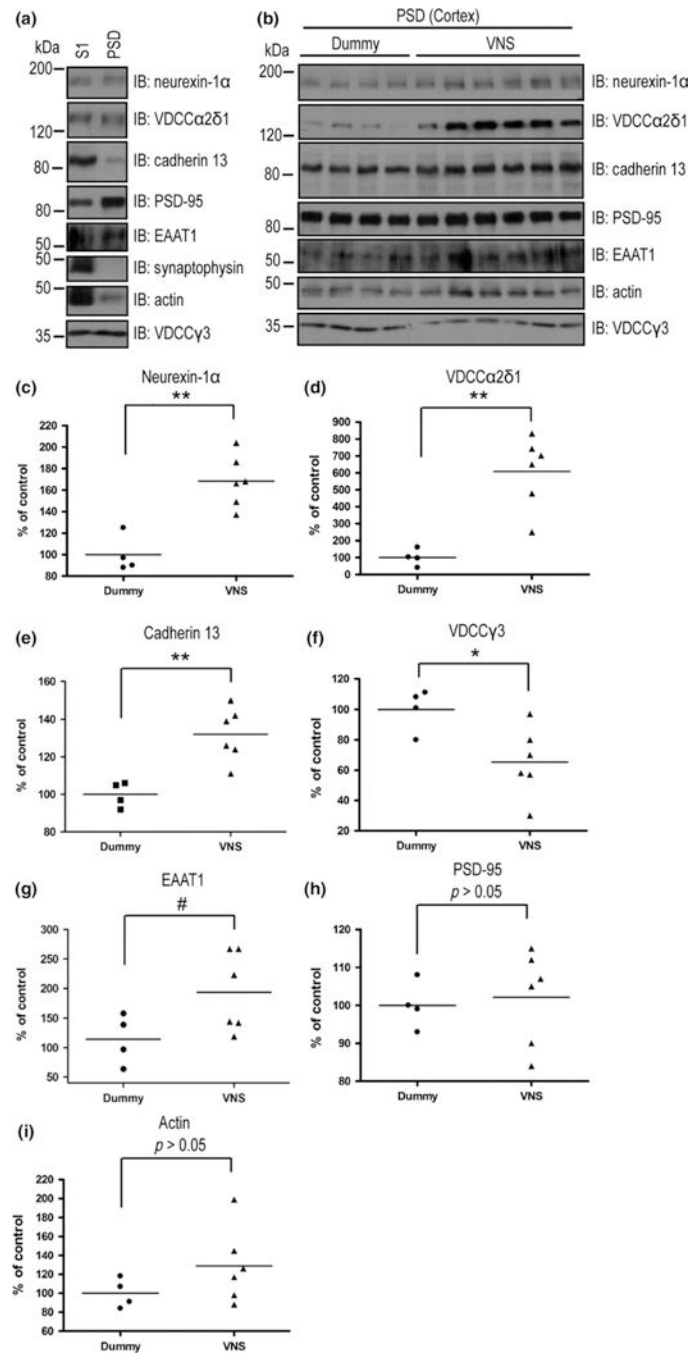 (a)
kDa
S1
PSD
200
IB: neurexin-1α
IB: VDCCα2δ1
120
IB: cadherin 13
80
IB: PSD-95
80
50
IB: EAAT1
50
IB: synaptophysin
50
IB: actin
35
IB: VDCCγ3
(b)
PSD (Cortex)
kDa
Dummy
VNS
200
IB: neurexin-1α
IB: VDCCα2δ1
120
80
IB: cadherin 13
80
IB: PSD-95
50
IB: EAAT1
50
IB: actin
35
IB: VDCCγ3
(c)
Neurexin-1α
**
% of control
220
200
180
160
140
120
100
80
Dummy
VNS
(d)
VDCCα2δ1
**
% of control
900
800
700
600
500
400
300
200
100
0
Dummy
VNS
(e)
Cadherin 13
**
% of control
160
140
120
100
80
Dummy
VNS
(f)
VDCCγ3
*
% of control
120
100
80
60
40
20
Dummy
VNS
(g)
EAAT1
#
% of control
300
250
200
150
100
50
Dummy
VNS
(h)
PSD-95
p > 0.05
% of control
120
110
100
90
80
Dummy
VNS
(i)
Actin
p > 0.05
% of control
220
200
180
160
140
120
100
80
60
Dummy
VNS